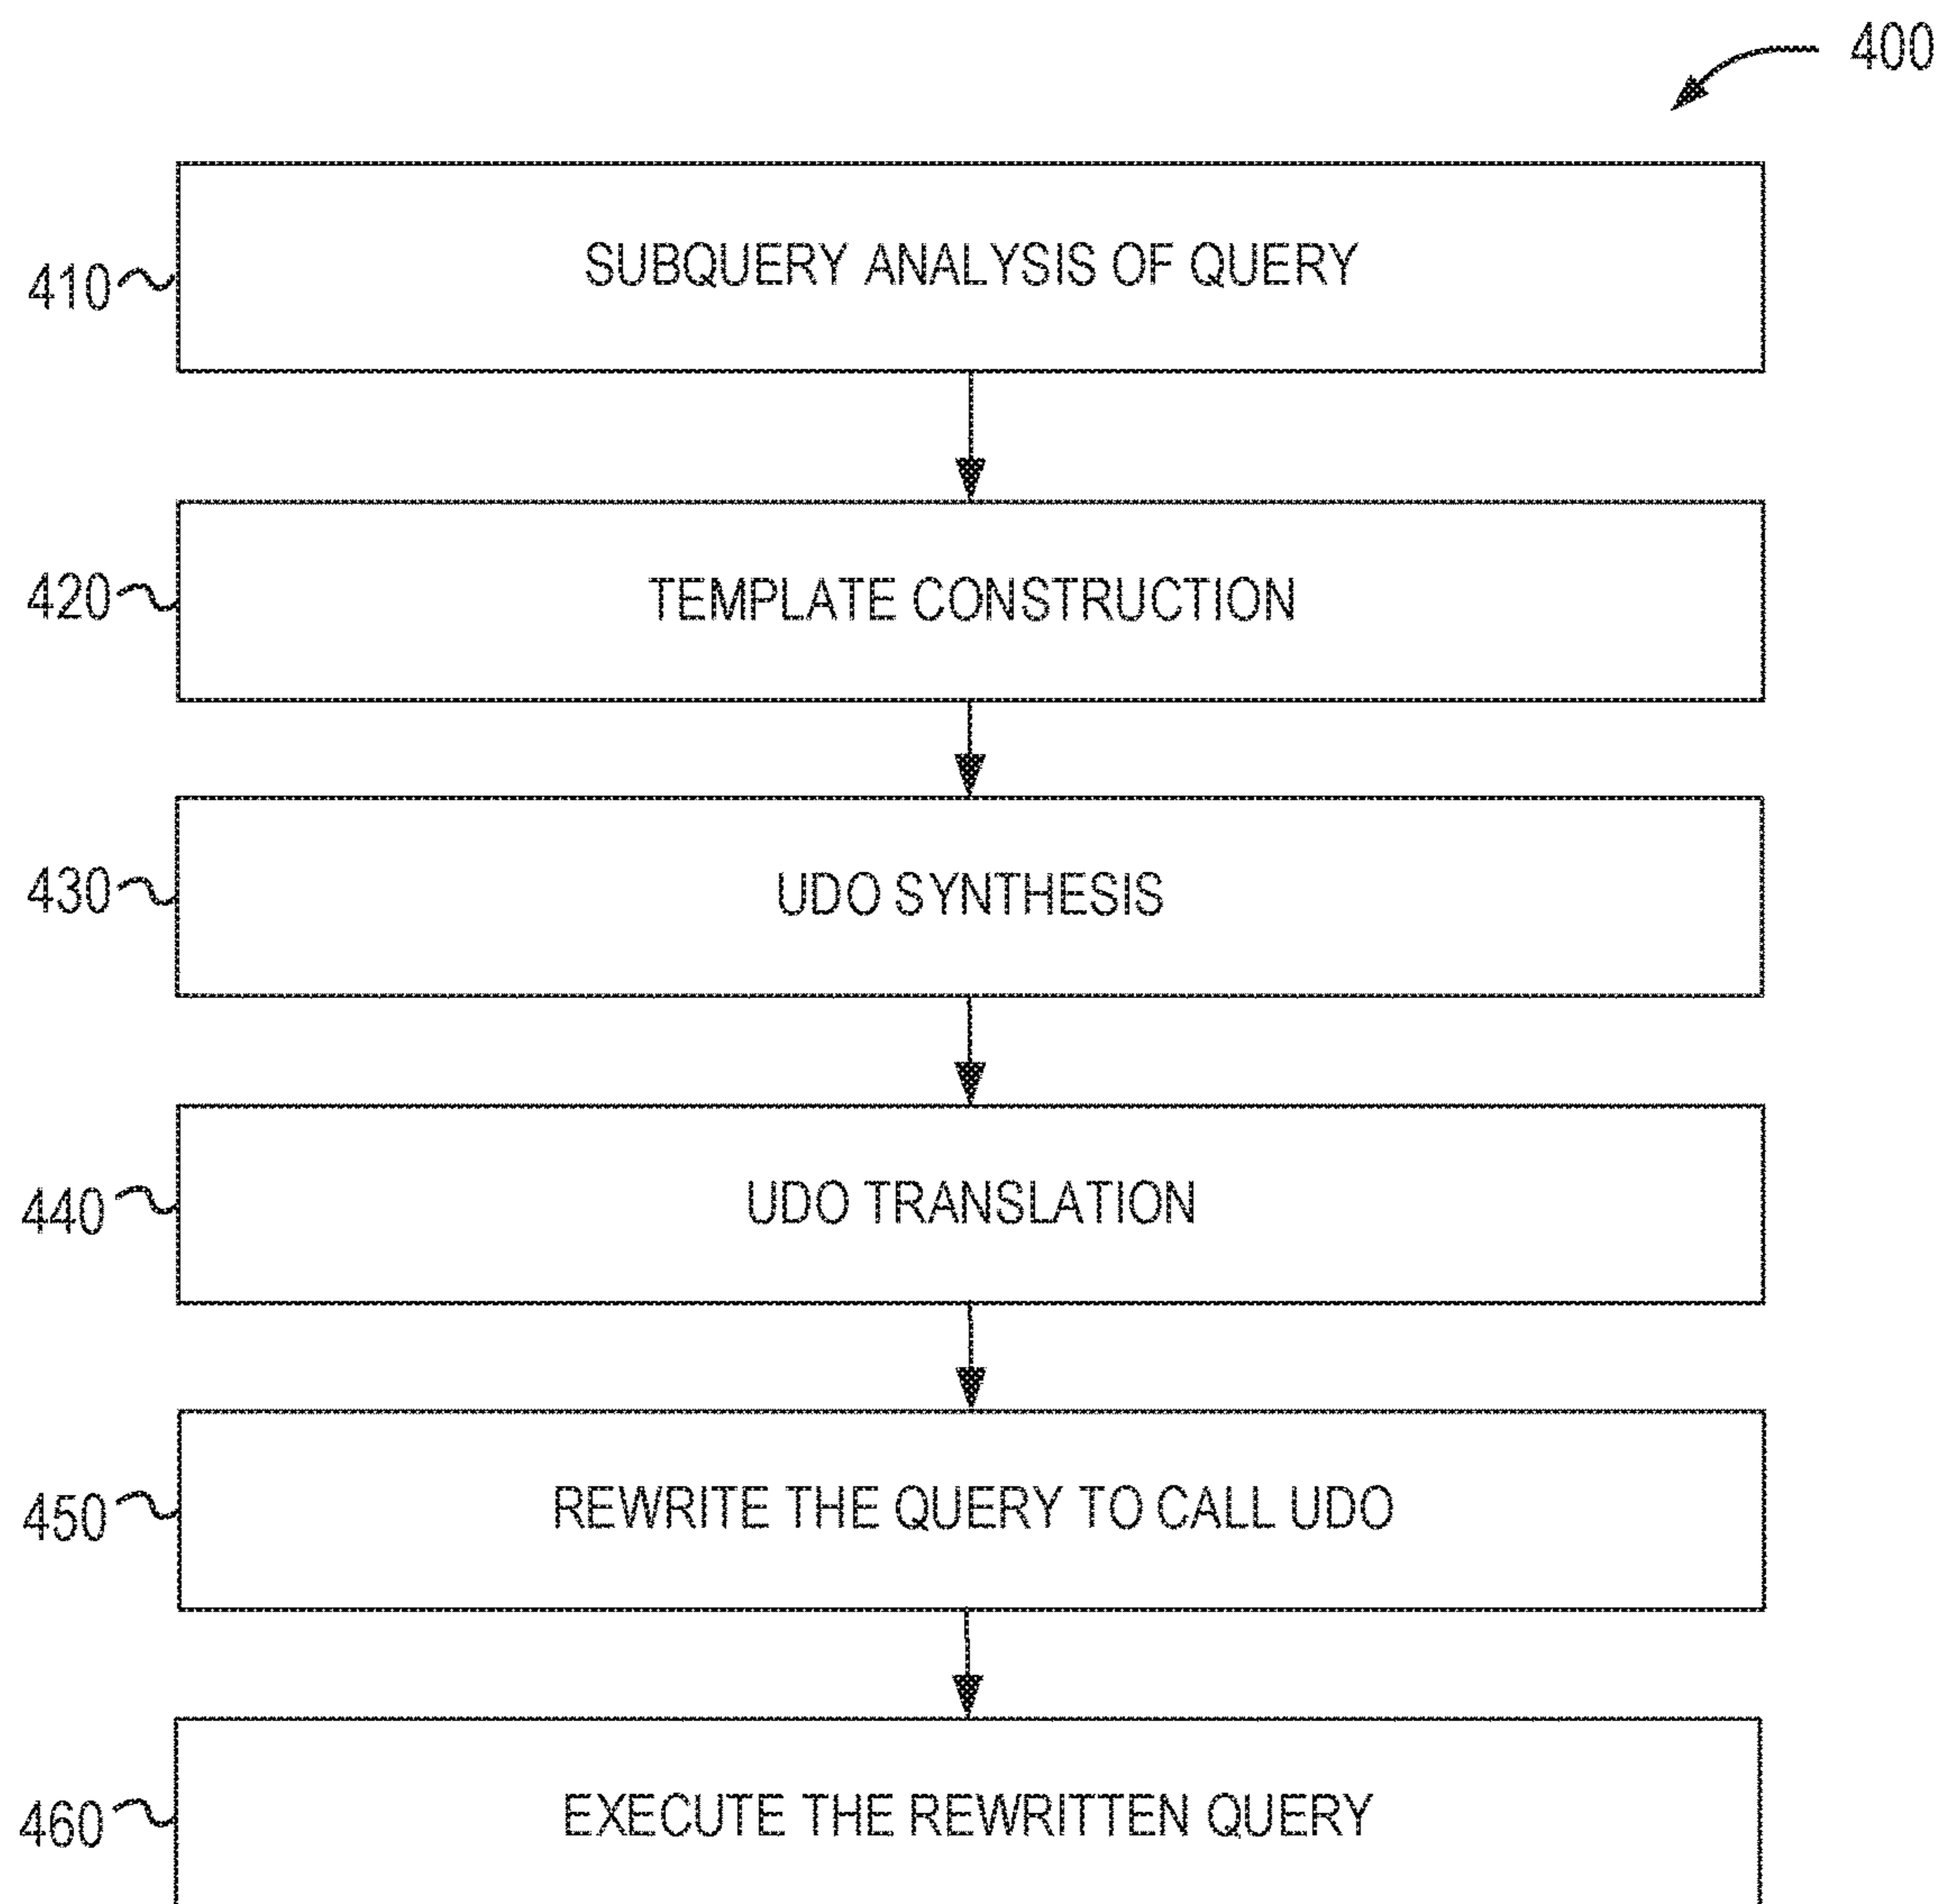 400
410
SUBQUERY ANALYSIS OF QUERY
420
TEMPLATE CONSTRUCTION
430
UDO SYNTHESIS
440
UDO TRANSLATION
450
REWRITE THE QUERY TO CALL UDO
460
EXECUTE THE REWRITTEN QUERY